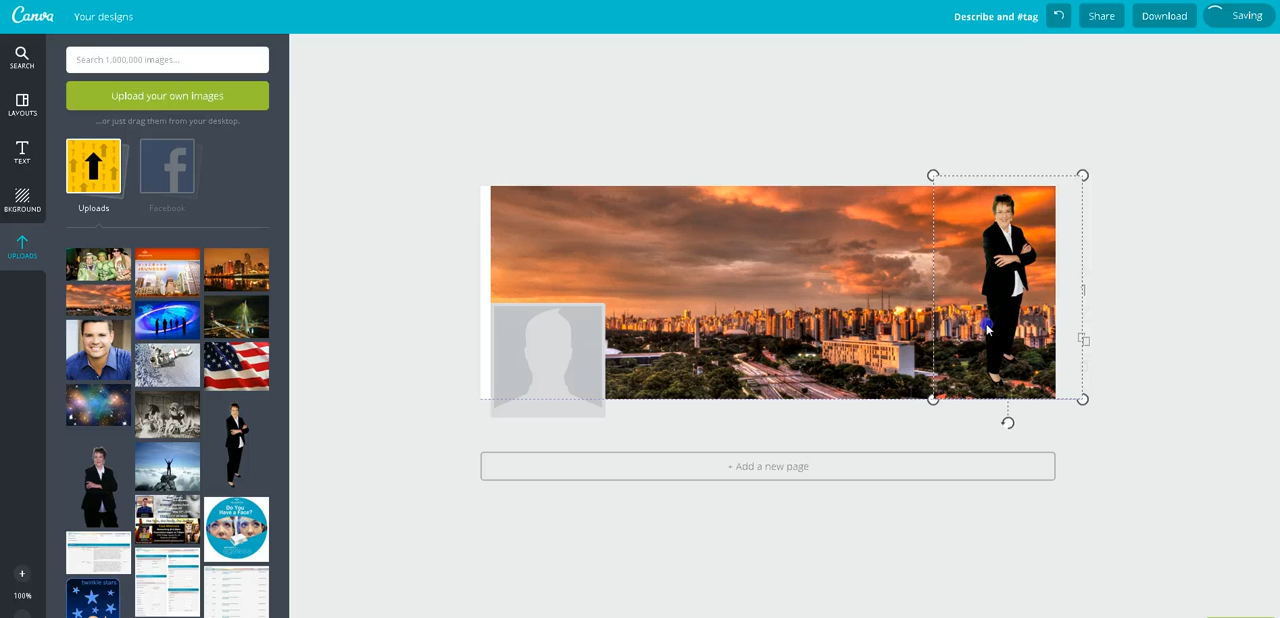 Canva
Your designs
Describe and #tag
Share
Download
Saving
SEARCH
LAYOUTS
TEXT
BKGROUND
UPLOADS
Search 1,000,000 images...
Upload your own images
...or just drag them from your desktop.
Uploads
Facebook
Do You
Have a Face?
twinkle stars
+ Add a new page
+
100%